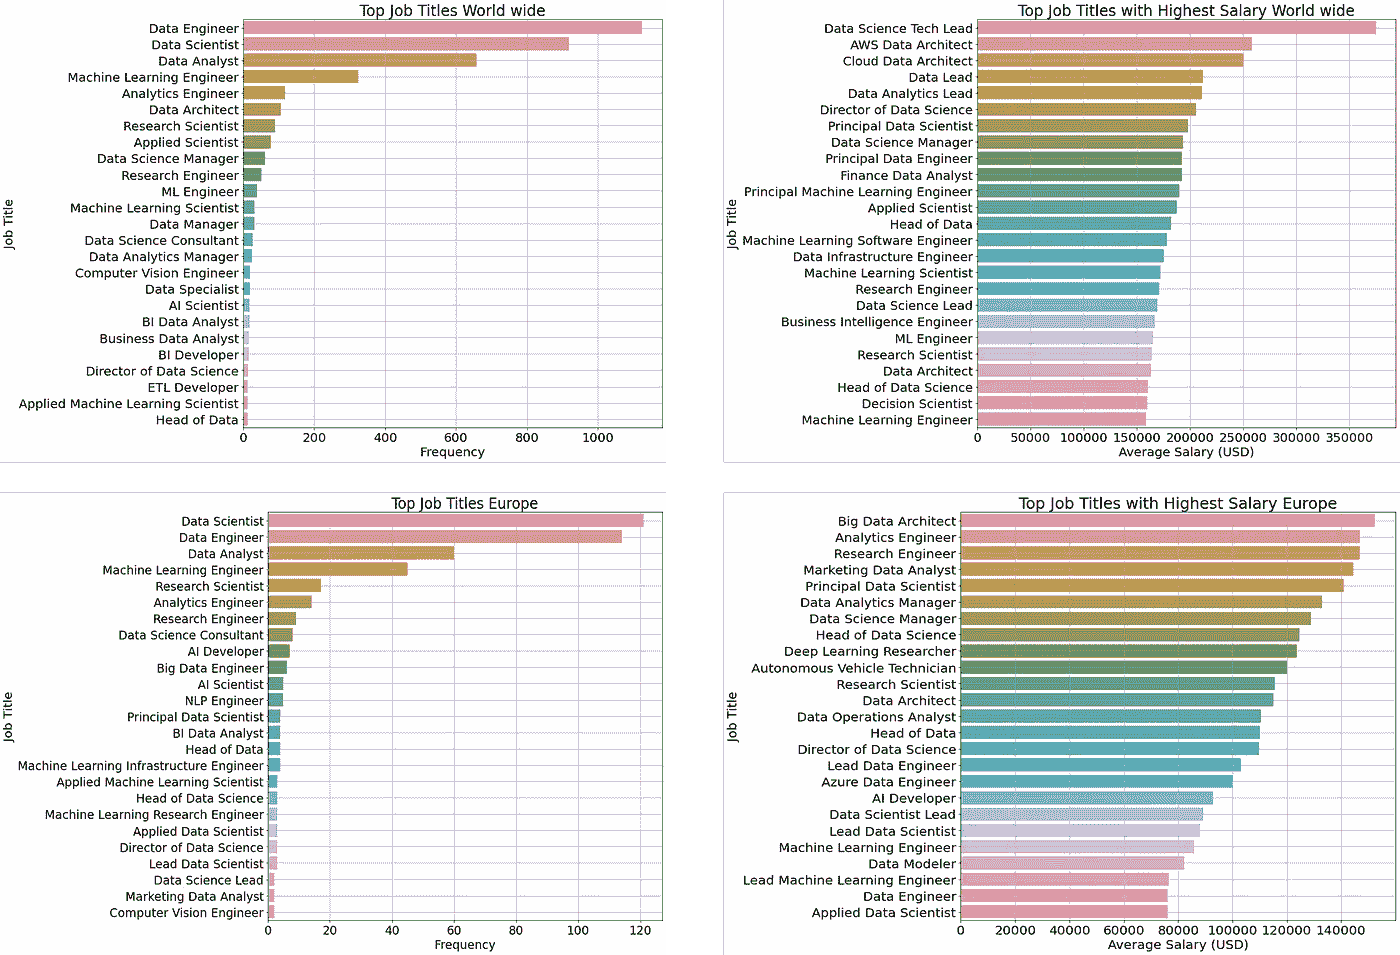 Top Job Titles World wide
Job Title
Data Engineer
Data Scientist
Data Analyst
Machine Learning Engineer
Analytics Engineer
Data Architect
Research Scientist
Applied Scientist
Data Science Manager
Research Engineer
ML Engineer
Machine Learning Scientist
Data Manager
Data Science Consultant
Data Analytics Manager
Computer Vision Engineer
Data Specialist
AI Scientist
BI Data Analyst
Business Data Analyst
BI Developer
Director of Data Science
ETL Developer
Applied Machine Learning Scientist
Head of Data
0 200 400 600 800 1000
Frequency
Top Job Titles with Highest Salary World wide
Job Title
Data Science Tech Lead
AWS Data Architect
Cloud Data Architect
Data Lead
Data Analytics Lead
Director of Data Science
Principal Data Scientist
Data Science Manager
Principal Data Engineer
Finance Data Analyst
Principal Machine Learning Engineer
Applied Scientist
Head of Data
Machine Learning Software Engineer
Data Infrastructure Engineer
Machine Learning Scientist
Research Engineer
Data Science Lead
Business Intelligence Engineer
ML Engineer
Research Scientist
Data Architect
Head of Data Science
Decision Scientist
Machine Learning Engineer
0 50000 100000 150000 200000 250000 300000 350000
Average Salary (USD)
Top Job Titles Europe
Job Title
Data Scientist
Data Engineer
Data Analyst
Machine Learning Engineer
Research Scientist
Analytics Engineer
Research Engineer
Data Science Consultant
AI Developer
Big Data Engineer
AI Scientist
NLP Engineer
Principal Data Scientist
BI Data Analyst
Head of Data
Machine Learning Infrastructure Engineer
Applied Machine Learning Scientist
Head of Data Science
Machine Learning Research Engineer
Applied Data Scientist
Director of Data Science
Lead Data Scientist
Data Science Lead
Marketing Data Analyst
Computer Vision Engineer
0 20 40 60 80 100 120
Frequency
Top Job Titles with Highest Salary Europe
Job Title
Big Data Architect
Analytics Engineer
Research Engineer
Marketing Data Analyst
Principal Data Scientist
Data Analytics Manager
Data Science Manager
Head of Data Science
Deep Learning Researcher
Autonomous Vehicle Technician
Research Scientist
Data Architect
Data Operations Analyst
Head of Data
Director of Data Science
Lead Data Engineer
Azure Data Engineer
AI Developer
Data Scientist Lead
Lead Data Scientist
Machine Learning Engineer
Data Modeler
Lead Machine Learning Engineer
Data Engineer
Applied Data Scientist
0 20000 40000 60000 80000 100000 120000 140000
Average Salary (USD)